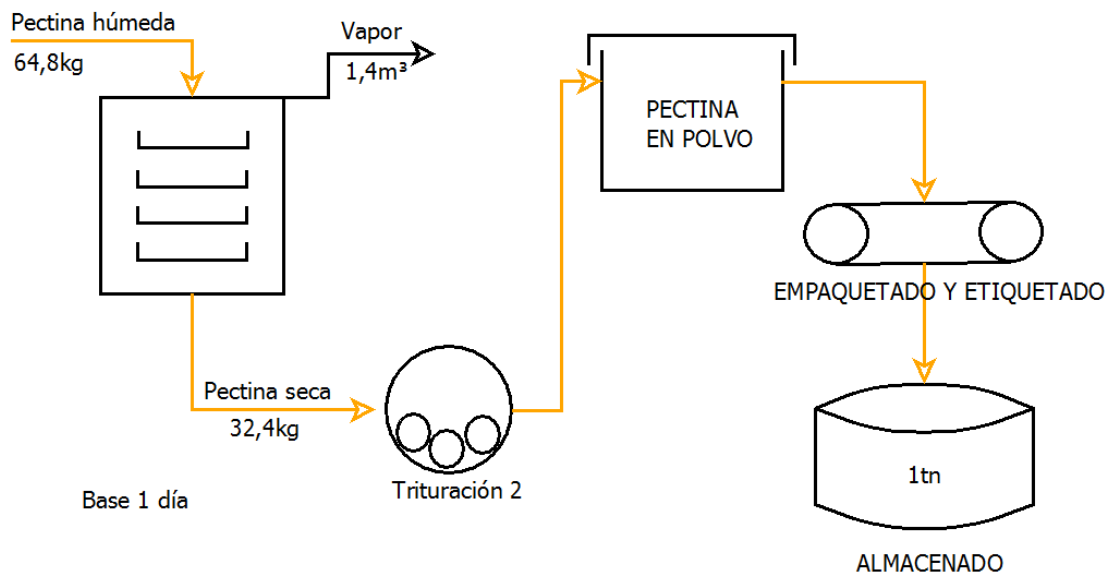 Pectina húmeda
64,8kg
Vapor
1,4m³
PECTINA
EN POLVO
EMPAQUETADO Y ETIQUETADO
Pectina seca
32,4kg
Trituración 2
1tn
Base 1 día
ALMACENADO